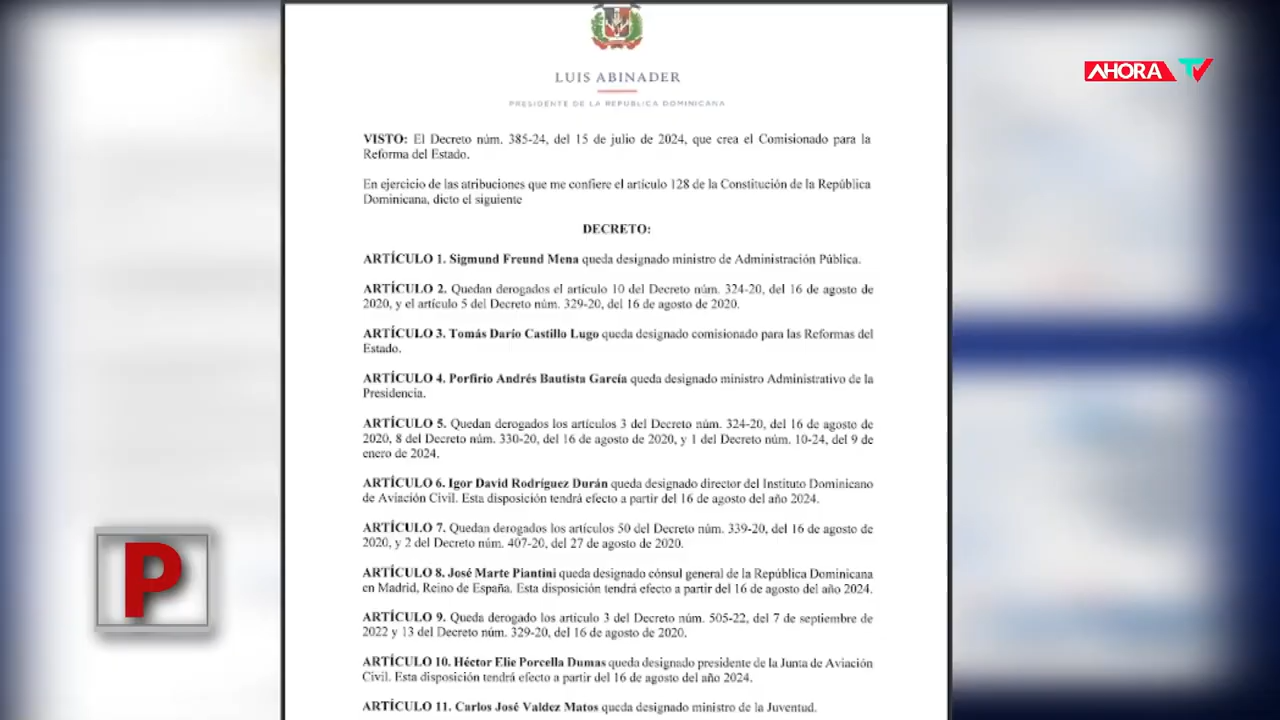 AHORA TV
LUIS ABINADER
PRESIDENTE DE LA REPÚBLICA DOMINICANA
VISTO: El Decreto núm. 385-24, del 15 de julio de 2024, que crea el Comisionado para la
Reforma del Estado.
En ejercicio de las atribuciones que me confiere el artículo 128 de la Constitución de la República
Dominicana, dicto el siguiente
DECRETO:
ARTÍCULO 1. Sigmund Freund Mena queda designado ministro de Administración Pública.
ARTÍCULO 2. Quedan derogados el artículo 10 del Decreto núm. 324-20, del 16 de agosto de
2020, y el artículo 5 del Decreto núm. 329-20, del 16 de agosto de 2020.
ARTÍCULO 3. Tomás Darío Castillo Lugo queda designado comisionado para las Reformas del
Estado.
ARTÍCULO 4. Porfirio Andrés Bautista García queda designado ministro Administrativo de la
Presidencia.
ARTÍCULO 5. Quedan derogados los artículos 3 del Decreto núm. 324-20, del 16 de agosto de
2020, 8 del Decreto núm. 330-20, del 16 de agosto de 2020, y 1 del Decreto núm. 10-24, del 9 de
enero de 2024.
ARTÍCULO 6. Igor David Rodríguez Durán queda designado director del Instituto Dominicano
de Aviación Civil. Esta disposición tendrá efecto a partir del 16 de agosto del año 2024.
ARTÍCULO 7. Quedan derogados los artículos 50 del Decreto núm. 339-20, del 16 de agosto de
2020, y 2 del Decreto núm. 407-20, del 27 de agosto de 2020.
ARTÍCULO 8. José Marte Piantini queda designado cónsul general de la República Dominicana
en Madrid, Reino de España. Esta disposición tendrá efecto a partir del 16 de agosto del año 2024.
ARTÍCULO 9. Queda derogado los artículo 3 del Decreto núm. 505-22, del 7 de septiembre de
2022 y 13 del Decreto núm. 329-20, del 16 de agosto de 2020.
ARTÍCULO 10. Héctor Elie Porcella Dumas queda designado presidente de la Junta de Aviación
Civil. Esta disposición tendrá efecto a partir del 16 de agosto del año 2024.
ARTÍCULO 11. Carlos José Valdez Matos queda designado ministro de la Juventud.
P